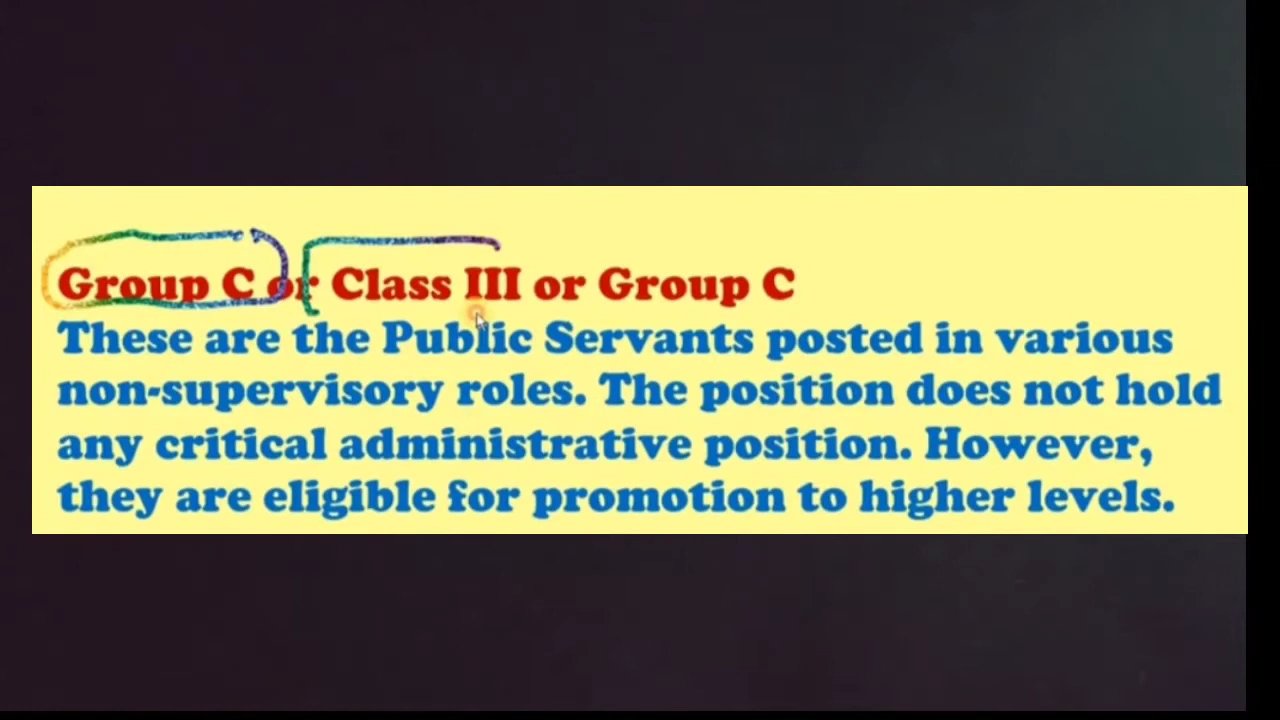 Group C or Class III or Group C
These are the Public Servants posted in various
non-supervisory roles. The position does not hold
any critical administrative position. However,
they are eligible for promotion to higher levels.